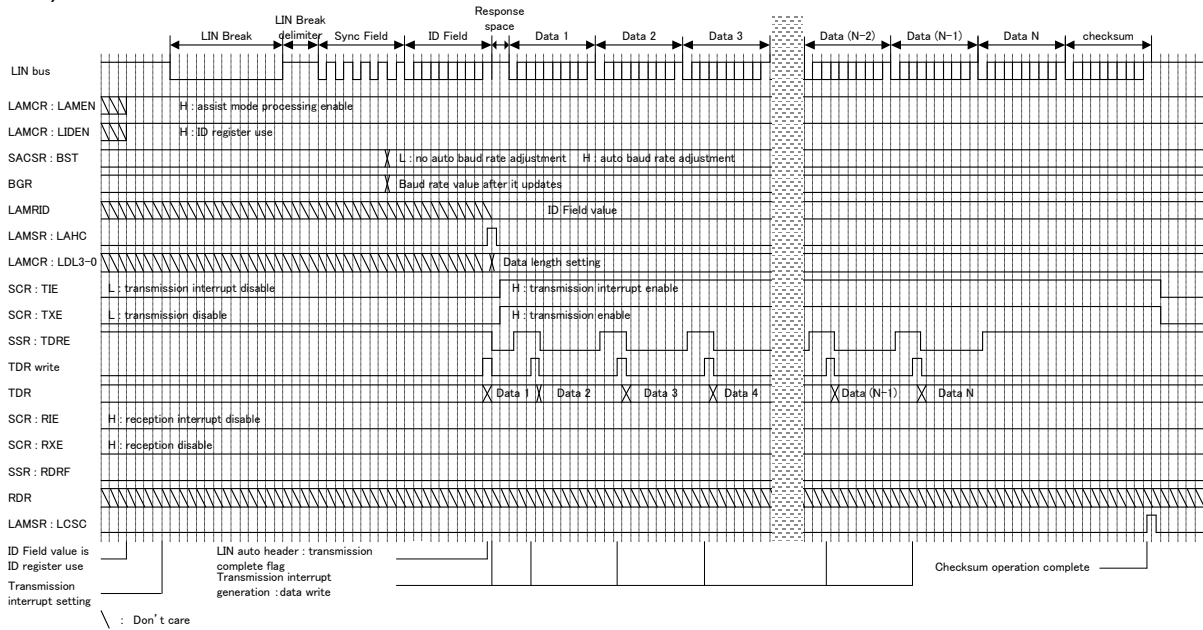 Response
space
LIN Break
delimiter
LIN Break
Sync Field
ID Field
Data 1
Data 2
Data 3
Data (N-2)
Data (N-1)
Data N
checksum
LIN bus
LAMCR : LAMEN
H : assist mode processing enable
LAMCR : LIDEN
H : ID register use
SACSR : BST
L : no auto baud rate adjustment H : auto baud rate adjustment
BGR
Baud rate value after it updates
LAMRID
ID Field value
LAMSR : LAHC
LAMCR : LDL3-0
Data length setting
SCR : TIE
L : transmission interrupt disable
H : transmission interrupt enable
SCR : TXE
L : transmission disable
H : transmission enable
SSR : TDRE
TDR write
TDR
Data 1
Data 2
Data 3
Data 4
Data (N-1)
Data N
SCR : RIE
H : reception interrupt disable
SCR : RXE
H : reception disable
SSR : RDRF
RDR
LAMSR : LCSC
ID Field value is
ID register use
Transmission
interrupt setting
LIN auto header : transmission
complete flag
Transmission interrupt
generation : data write
Checksum operation complete
\ : Don't care